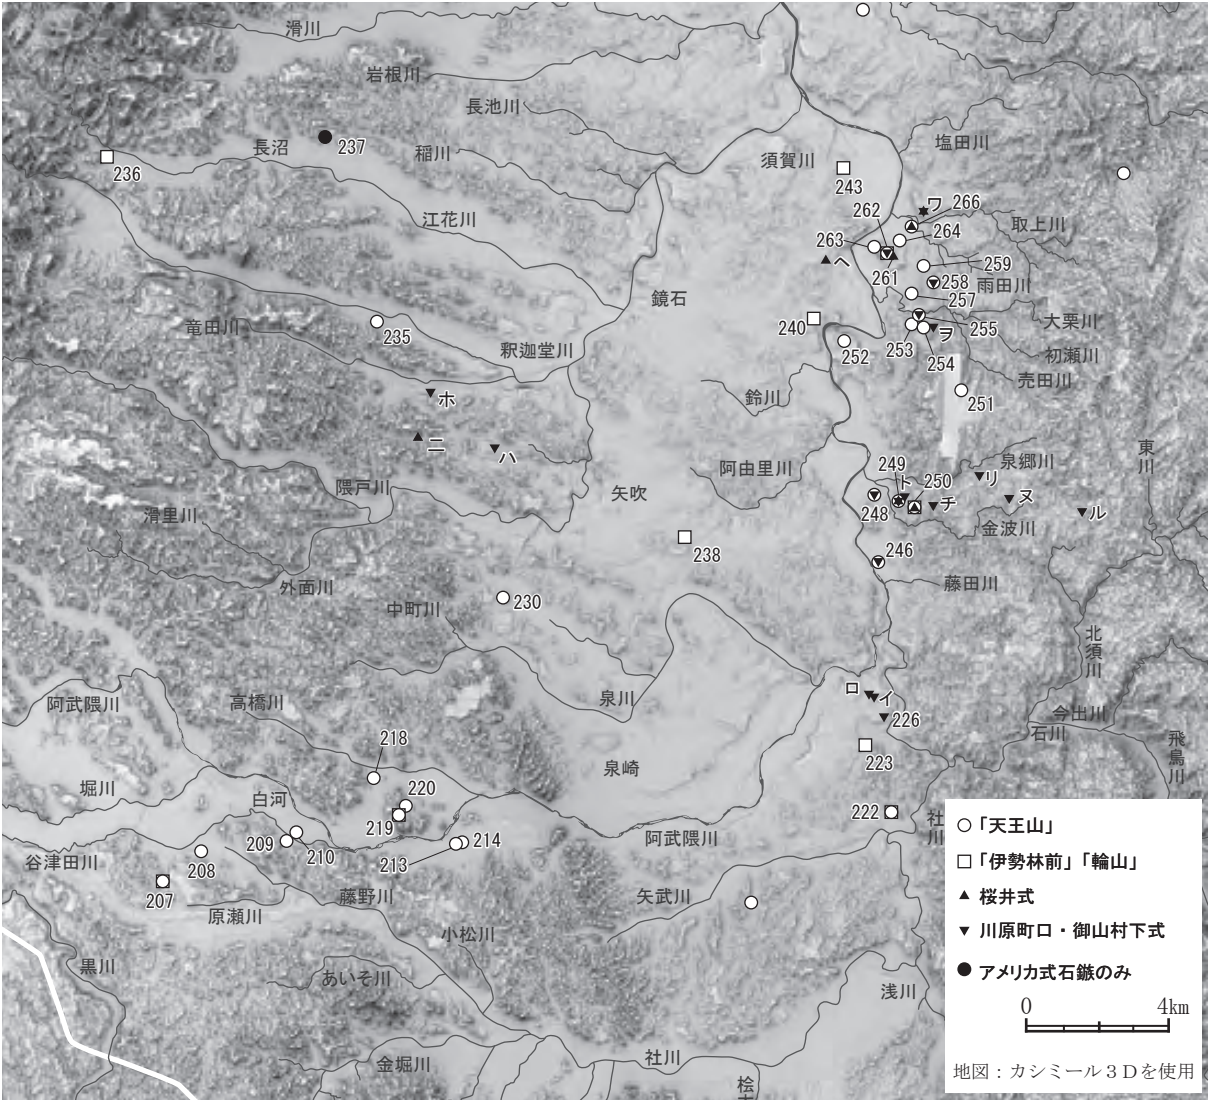 滑川
岩根川
長池川
塩田川
長沼
237
稲川
須賀川
236
243
江花川
ワ
266
262
264
取上川
263
261
ヘ
259
258
雨田川
257
鏡石
240
大栗川
255
竜田川
235
釈迦堂川
252
253
ヲ
254
初瀬川
売田川
鈴川
251
ホ
ニ
ハ
阿由里川
泉郷川
東川
249
ト
250
リ
隈戸川
矢吹
248
チ
ヌ
ル
滑里川
金波川
238
246
外面川
藤田川
中町川
230
北須川
ロ
イ
泉川
阿武隈川
高橋川
226
今出川
石川
218
223
飛鳥川
泉崎
堀川
白河
220
219
222
社川
阿武隈川
209
210
213
214
谷津田川
208
207
藤野川
矢武川
原瀬川
小松川
黒川
あいそ川
浅川
金堀川
社川
「天王山」
「伊勢林前」「輪山」
桜井式
川原町口・御山村下式
アメリカ式石鏃のみ
0 4km
地図：カシミール３Ｄを使用